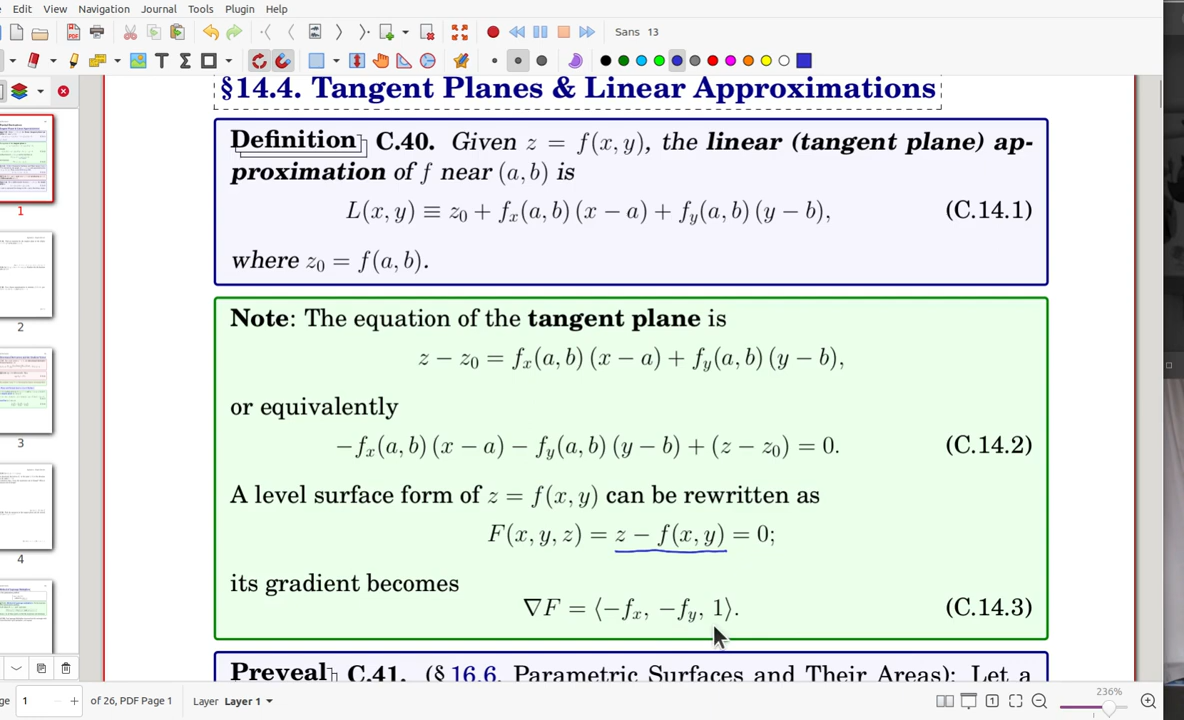 Edit View Navigation Journal Tools Plugin Help
Sans 13
§14.4. Tangent Planes & Linear Approximations
Definition C.40. Given z = f(x, y), the linear (tangent plane) ap-
proximation of f near (a, b) is
L(x, y) ≡ z₀ + fₓ(a, b) (x − a) + f_y(a, b) (y − b), (C.14.1)
where z₀ = f(a, b).
Note: The equation of the tangent plane is
z − z₀ = fₓ(a, b) (x − a) + f_y(a, b) (y − b),
or equivalently
−fₓ(a, b) (x − a) − f_y(a, b) (y − b) + (z − z₀) = 0. (C.14.2)
A level surface form of z = f(x, y) can be rewritten as
F(x, y, z) = z − f(x, y) = 0;
its gradient becomes
∇F = ⟨−fₓ, −f_y, 1⟩. (C.14.3)
Preveal C.41. (§ 16.6. Parametric Surfaces and Their Areas): Let a
1
2
3
4
ge 1 of 26, PDF Page 1 Layer Layer 1 236%